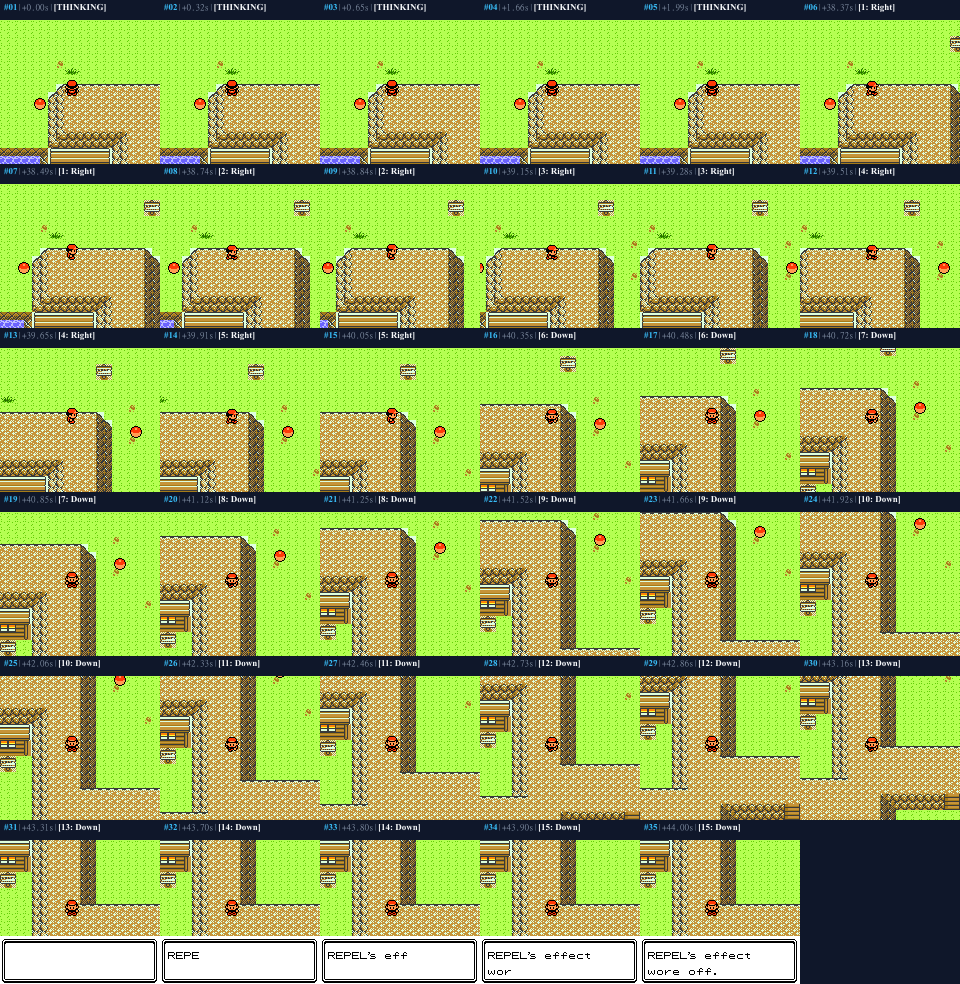 #01|+0.00s|[THINKING]
#02|+0.32s|[THINKING]
#03|+0.65s|[THINKING]
#04|+1.66s|[THINKING]
#05|+1.99s|[THINKING]
#06|+38.37s|[1: Right]
#07|+38.49s|[1: Right]
#08|+38.74s|[2: Right]
#09|+38.84s|[2: Right]
#10|+39.15s|[3: Right]
#11|+39.28s|[3: Right]
#12|+39.51s|[4: Right]
#13|+39.65s|[4: Right]
#14|+39.91s|[5: Right]
#15|+40.05s|[5: Right]
#16|+40.35s|[6: Down]
#17|+40.48s|[6: Down]
#18|+40.72s|[7: Down]
#19|+40.85s|[7: Down]
#20|+41.12s|[8: Down]
#21|+41.25s|[8: Down]
#22|+41.52s|[9: Down]
#23|+41.66s|[9: Down]
#24|+41.92s|[10: Down]
#25|+42.06s|[10: Down]
#26|+42.33s|[11: Down]
#27|+42.46s|[11: Down]
#28|+42.73s|[12: Down]
#29|+42.86s|[12: Down]
#30|+43.16s|[13: Down]
#31|+43.31s|[13: Down]
#32|+43.70s|[14: Down]
#33|+43.80s|[14: Down]
#34|+43.90s|[15: Down]
#35|+44.00s|[15: Down]
REPE
REPEL's eff
REPEL's effect
wor
REPEL's effect
wore off.